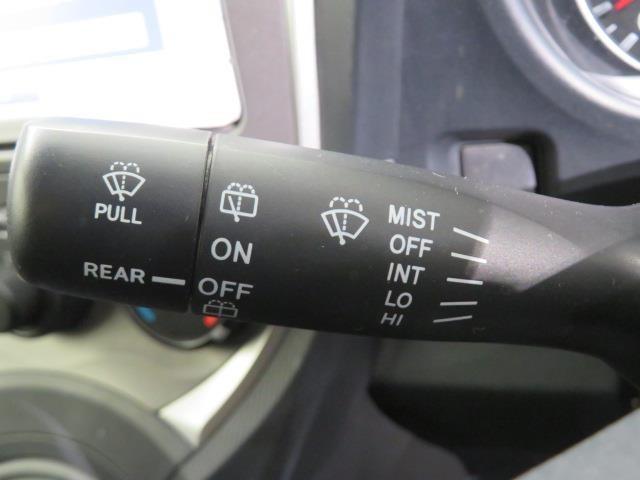 PULL
REAR
ON
OFF
MIST
OFF
INT
LO
HI